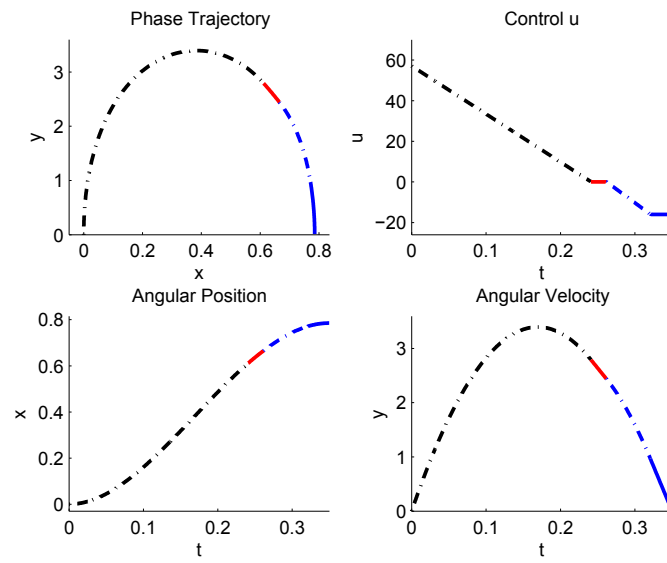 Phase Trajectory
y
3
2
1
0
0
0.2
0.4
0.6
0.8
x
Control u
u
60
40
20
0
−20
0
0.2
0.3
t
Angular Position
x
0.8
0.6
0.4
0.2
0
0
0.1
0.2
0.3
t
Angular Velocity
y
3
2
1
0
0
0.1
0.2
0.3
t